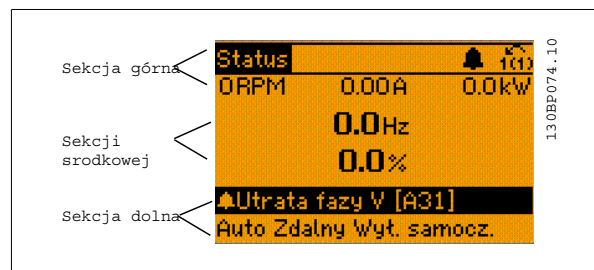 Sekcja górna
Status
1(1)
0RPM 0.00A 0.0kW
Sekcji
srodkowej
0.0Hz
0.0%
Sekcja dolna
Utrata fazy V [A31]
Auto Zdalny Wył. samocz.
130BP074.10